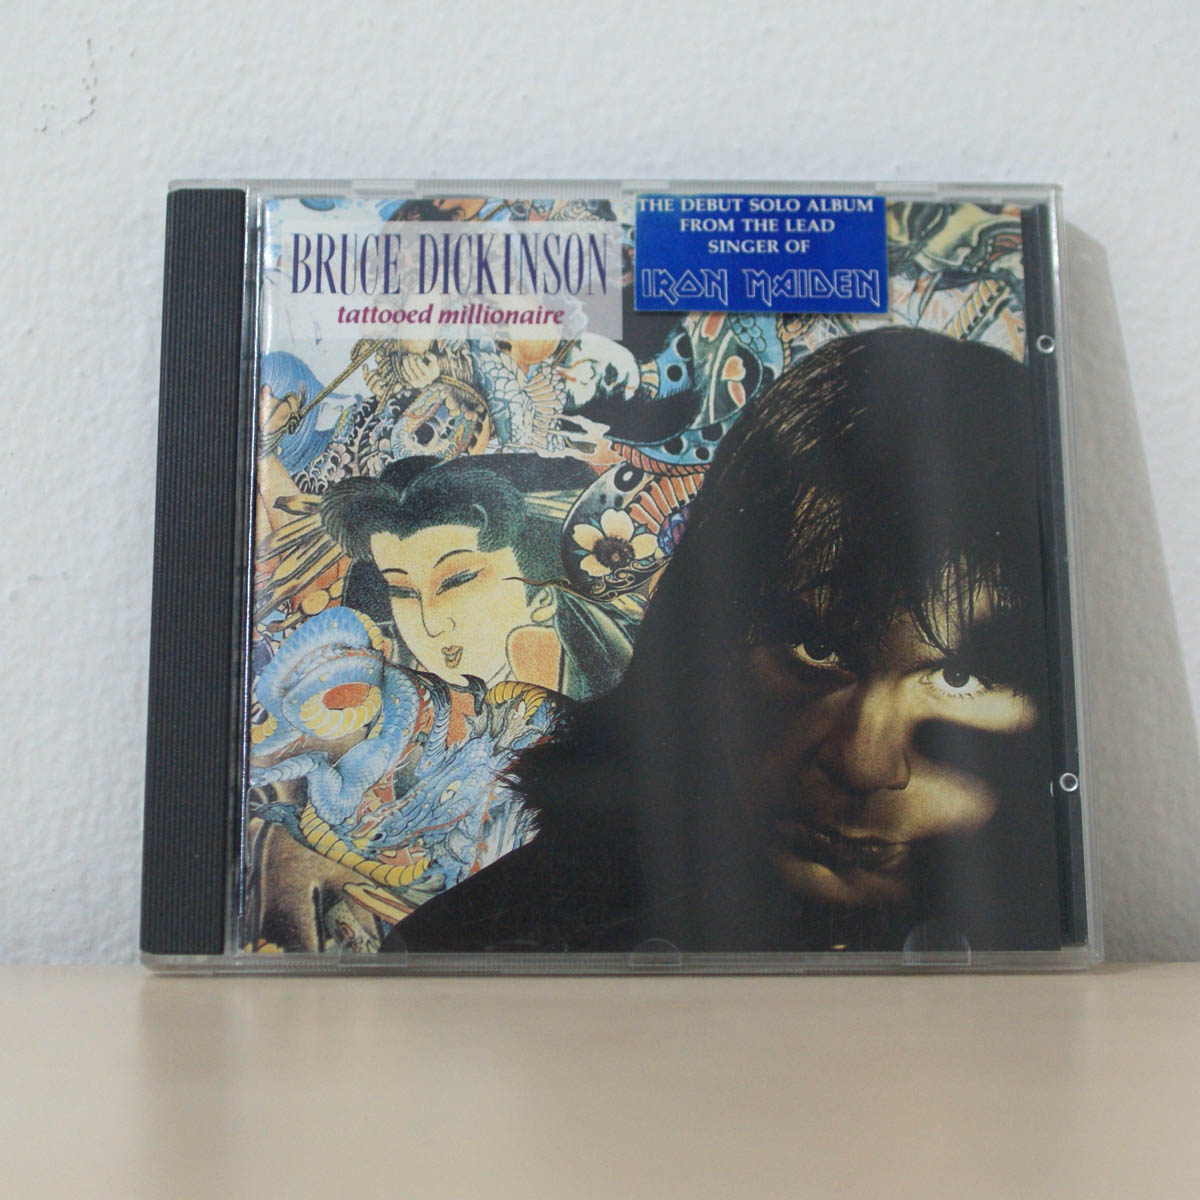 BRUCE DICKINSON
tattooed millionaire
THE DEBUT SOLO ALBUM
FROM THE LEAD
SINGER OF
IRON MAIDEN